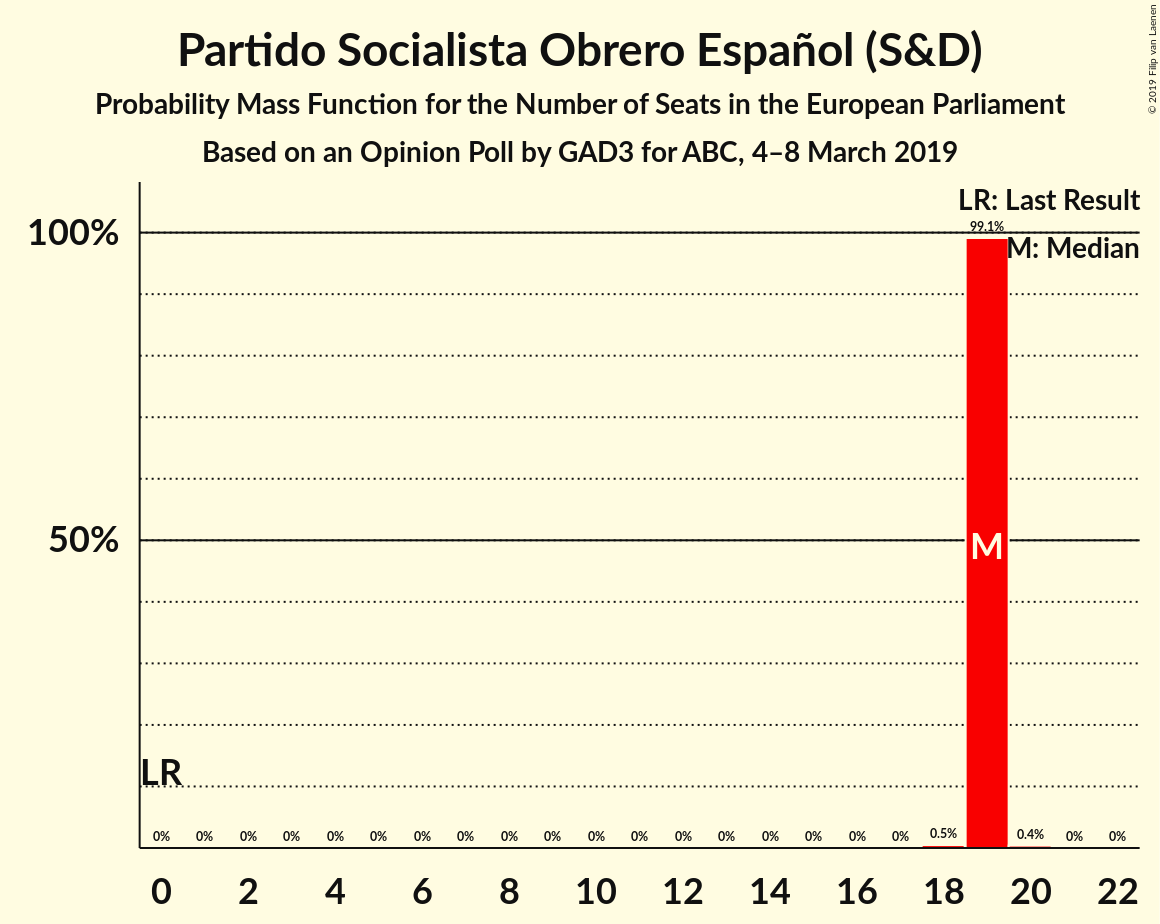 Partido Socialista Obrero Español (S&D)
Probability Mass Function for the Number of Seats in the European Parliament
Based on an Opinion Poll by GAD3 for ABC, 4–8 March 2019
© 2019 Filip van Laenen
LR: Last Result
M: Median
100%
50%
99.1%
M
LR
0% 0% 0% 0% 0% 0% 0% 0% 0% 0% 0% 0% 0% 0% 0% 0% 0% 0% 0.5% 0.4% 0% 0%
0 2 4 6 8 10 12 14 16 18 20 22